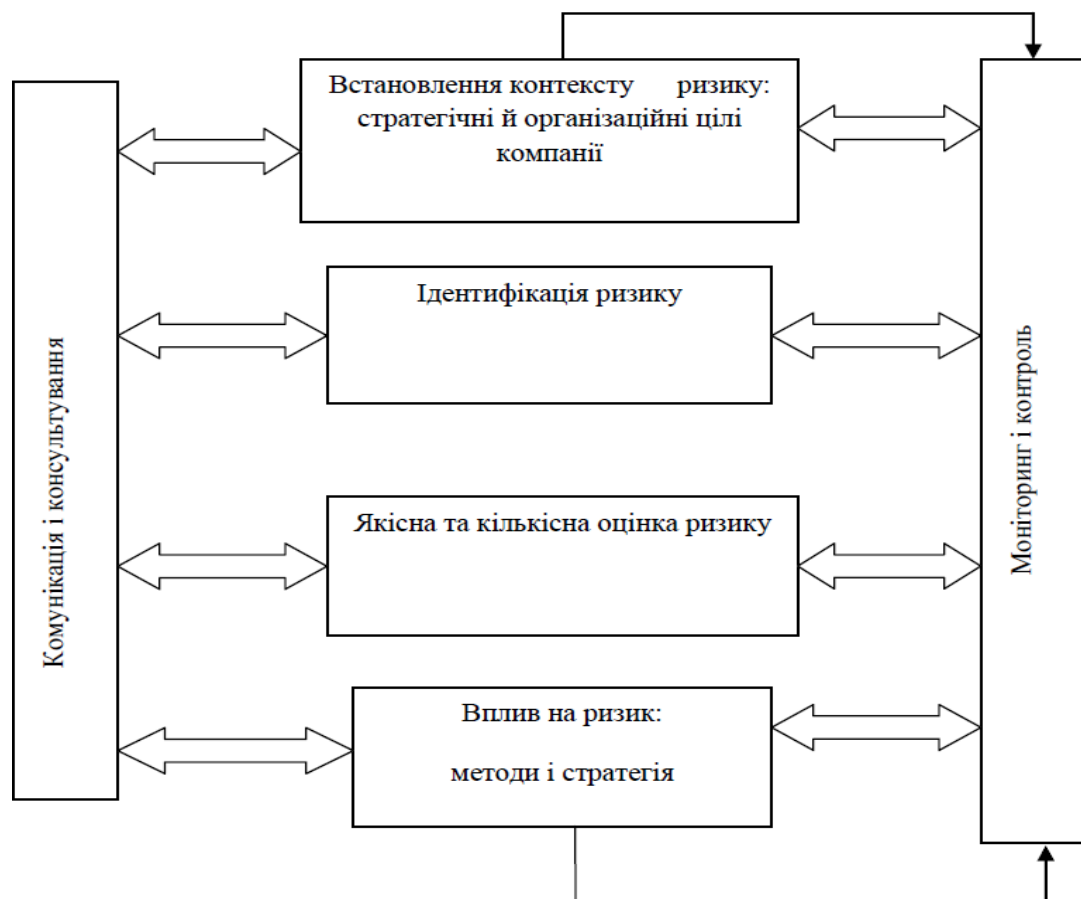 Комунікація і консультування
Встановлення контексту ризику:
стратегічні й організаційні цілі
компанії
Ідентифікація ризику
Якісна та кількісна оцінка ризику
Вплив на ризик:
методи і стратегія
Моніторинг і контроль